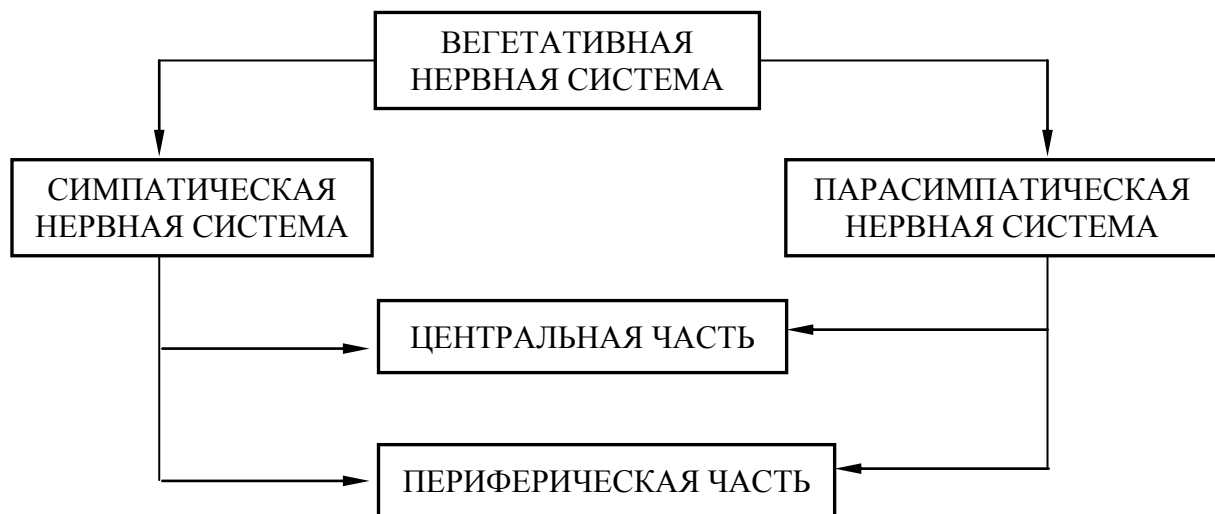 ВЕГЕТАТИВНАЯ
НЕРВНАЯ СИСТЕМА
СИМПАТИЧЕСКАЯ
НЕРВНАЯ СИСТЕМА
ПАРАСИМПАТИЧЕСКАЯ
НЕРВНАЯ СИСТЕМА
ЦЕНТРАЛЬНАЯ ЧАСТЬ
ПЕРИФЕРИЧЕСКАЯ ЧАСТЬ